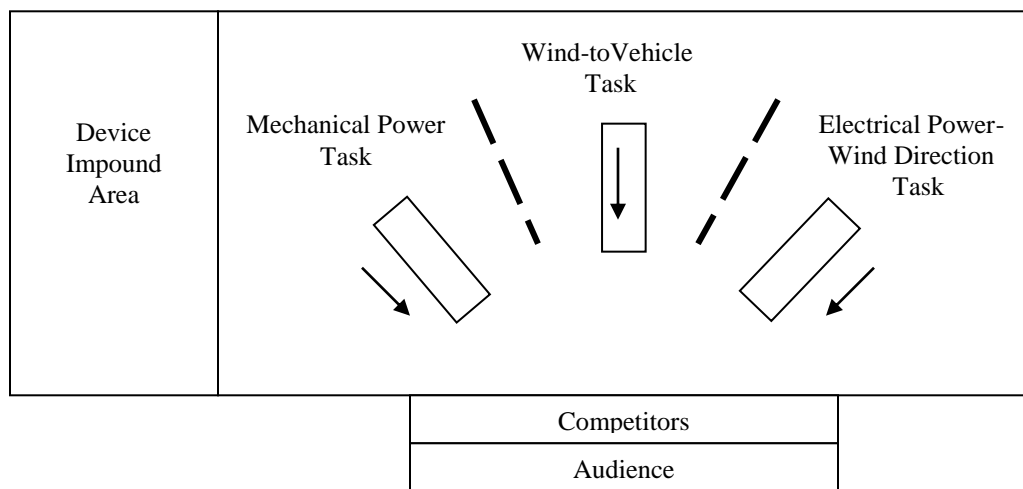 Device
Impound
Area
Mechanical Power
Task
Wind-toVehicle
Task
Electrical Power-
Wind Direction
Task
Competitors
Audience